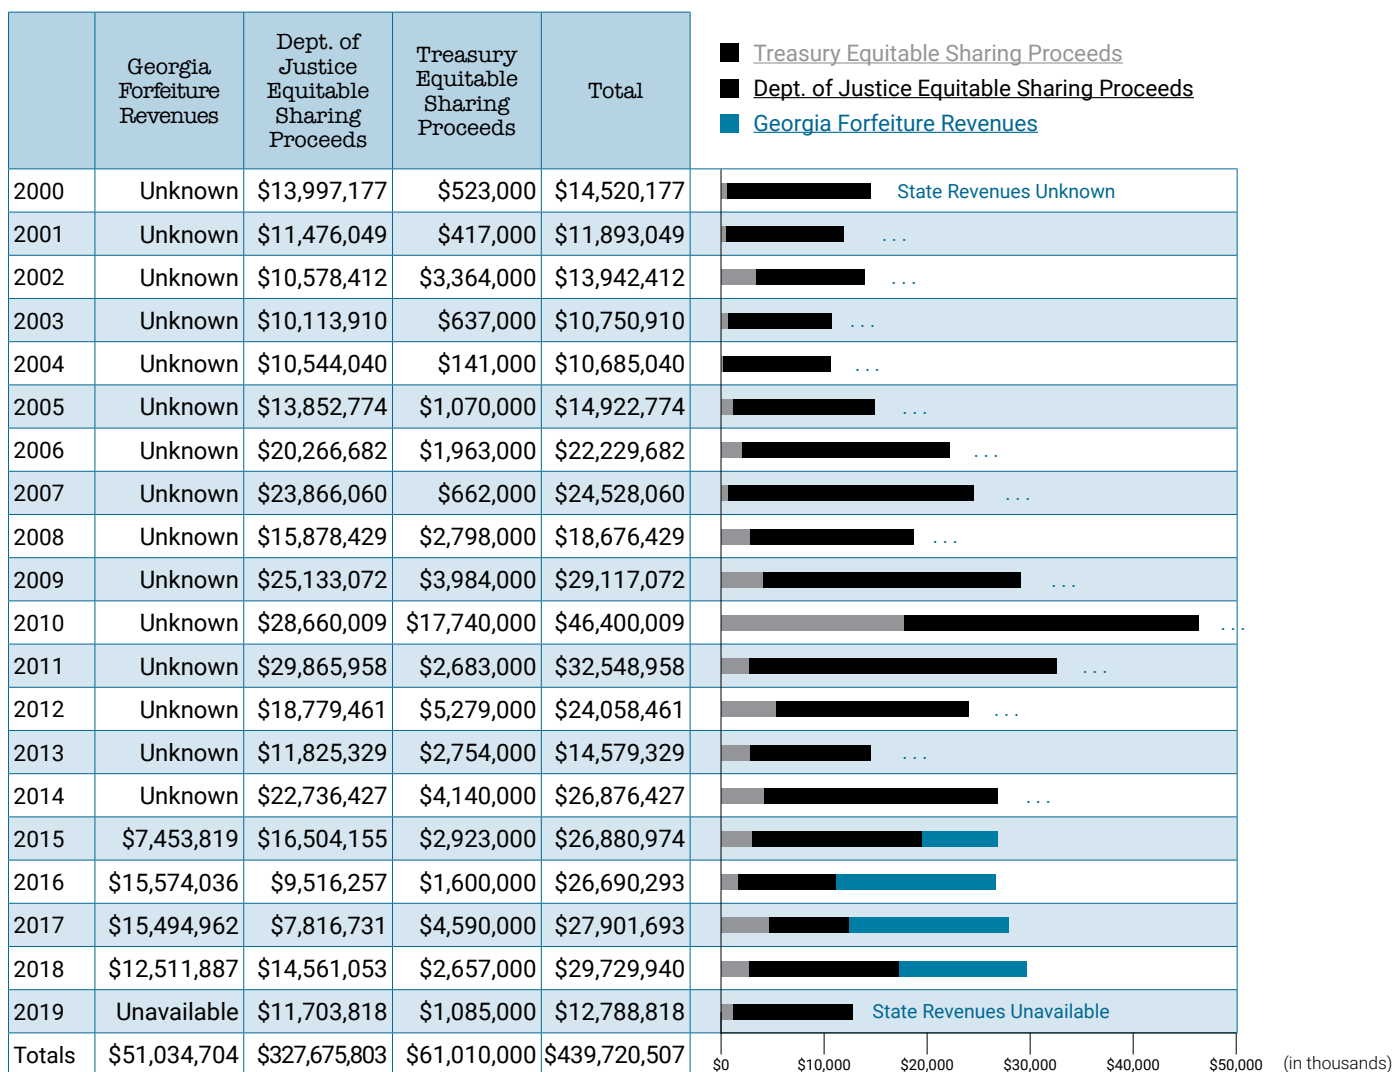 Georgia
Forfeiture
Revenues
Dept. of
Justice
Equitable
Sharing
Proceeds
Treasury
Equitable
Sharing
Proceeds
Total
Treasury Equitable Sharing Proceeds
Dept. of Justice Equitable Sharing Proceeds
Georgia Forfeiture Revenues
2000 Unknown $13,997,177 $523,000 $14,520,177 State Revenues Unknown
2001 Unknown $11,476,049 $417,000 $11,893,049 ...
2002 Unknown $10,578,412 $3,364,000 $13,942,412 ...
2003 Unknown $10,113,910 $637,000 $10,750,910 ...
2004 Unknown $10,544,040 $141,000 $10,685,040 ...
2005 Unknown $13,852,774 $1,070,000 $14,922,774 ...
2006 Unknown $20,266,682 $1,963,000 $22,229,682 ...
2007 Unknown $23,866,060 $662,000 $24,528,060 ...
2008 Unknown $15,878,429 $2,798,000 $18,676,429 ...
2009 Unknown $25,133,072 $3,984,000 $29,117,072 ...
2010 Unknown $28,660,009 $17,740,000 $46,400,009 ...
2011 Unknown $29,865,958 $2,683,000 $32,548,958 ...
2012 Unknown $18,779,461 $5,279,000 $24,058,461 ...
2013 Unknown $11,825,329 $2,754,000 $14,579,329 ...
2014 Unknown $22,736,427 $4,140,000 $26,876,427 ...
2015 $7,453,819 $16,504,155 $2,923,000 $26,880,974
2016 $15,574,036 $9,516,257 $1,600,000 $26,690,293
2017 $15,494,962 $7,816,731 $4,590,000 $27,901,693
2018 $12,511,887 $14,561,053 $2,657,000 $29,729,940
2019 Unavailable $11,703,818 $1,085,000 $12,788,818 State Revenues Unavailable
Totals $51,034,704 $327,675,803 $61,010,000 $439,720,507
$0 $10,000 $20,000 $30,000 $40,000 $50,000 (in thousands)